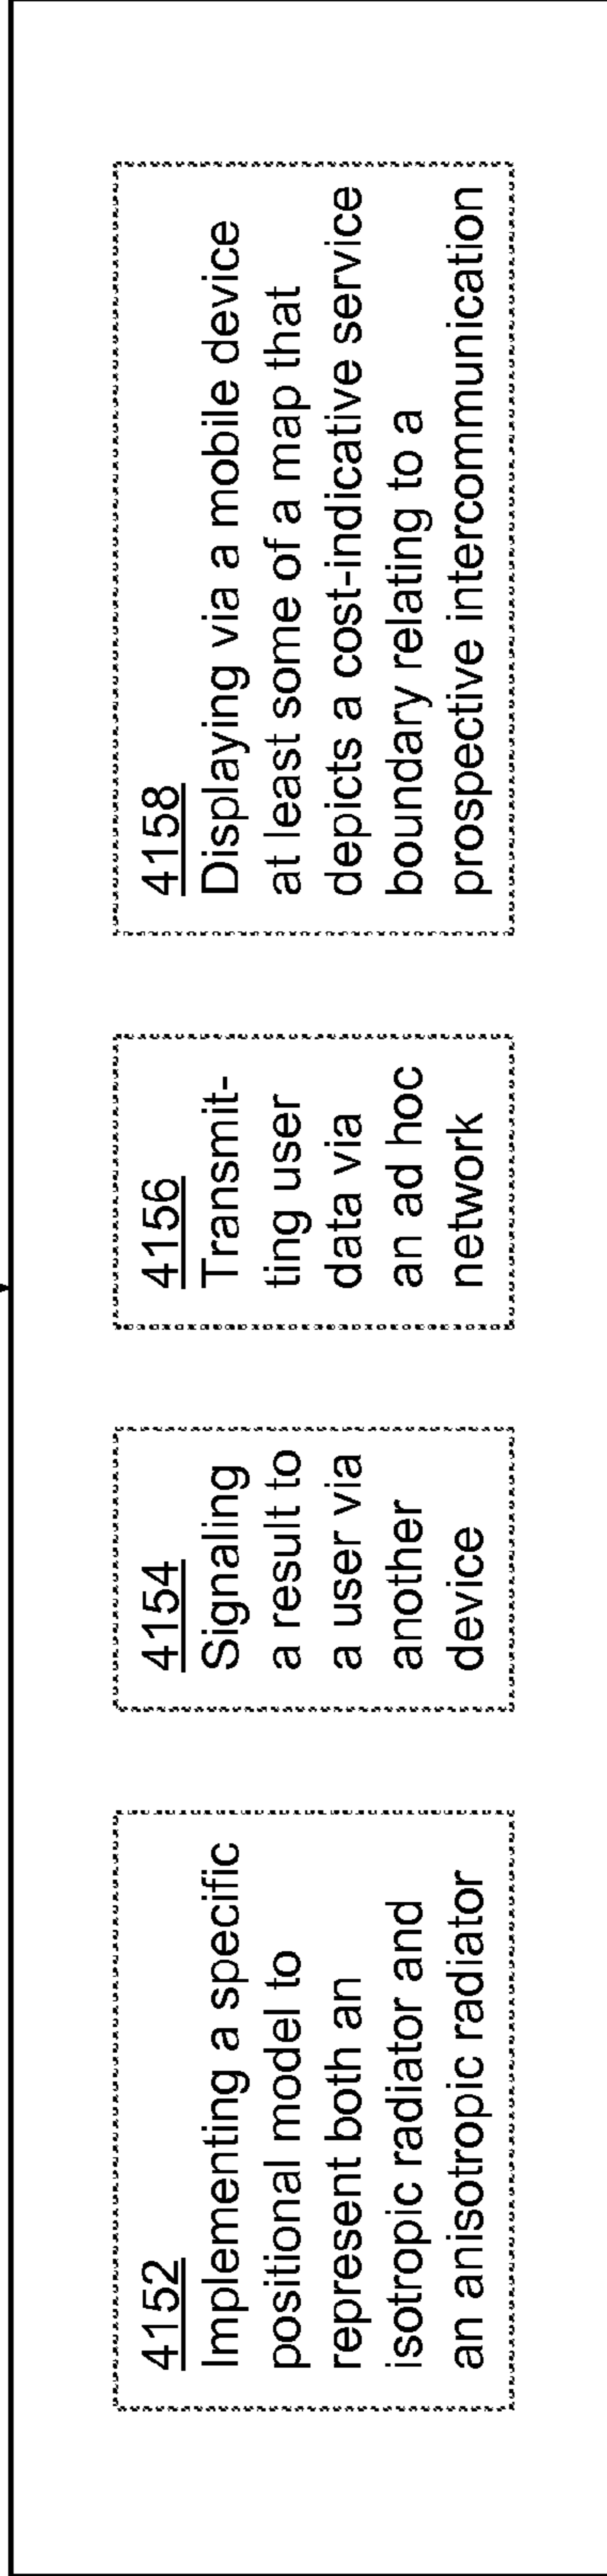 4152
Implementing a specific
positional model to
represent both an
isotropic radiator and
an anisotropic radiator
4154
Signaling
a result to
a user via
another
device
4156
Transmit-
ting user
data via
an ad hoc
network
4158
Displaying via a mobile device
at least some of a map that
depicts a cost-indicative service
boundary relating to a
prospective intercommunication